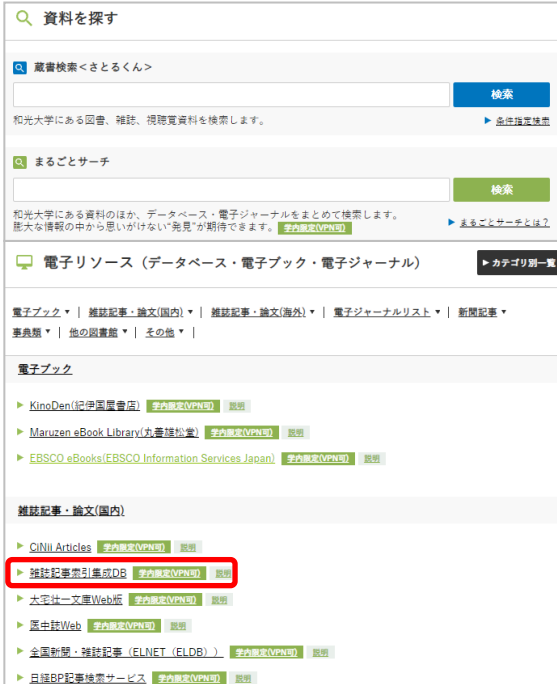 資料を探す
蔵書検索<さとるくん>
検索
和光大学にある図書、雑誌、視聴覚資料を検索します。
▶ 条件指定検索
まるごとサーチ
検索
和光大学にある資料のほか、データベース・電子ジャーナルをまとめて検索します。
膨大な情報の中から思いがけない“発見”が期待できます。 学内限定(VPN可)
▶ まるごとサーチとは？
電子リソース（データベース・電子ブック・電子ジャーナル）
▶カテゴリ別一覧
電子ブック ▼ | 雑誌記事・論文(国内) ▼ | 雑誌記事・論文(海外) ▼ | 電子ジャーナルリスト ▼ | 新聞記事 ▼
事典類 ▼ | 他の図書館 ▼ | その他 ▼ |
電子ブック
▶ KinoDen(紀伊国屋書店) 学内限定(VPN可) 説明
▶ Maruzen eBook Library(丸善雄松堂) 学内限定(VPN可) 説明
▶ EBSCO eBooks(EBSCO Information Services Japan) 学内限定(VPN可) 説明
雑誌記事・論文(国内)
▶ CiNii Articles 学内限定(VPN可) 説明
▶ 雑誌記事索引集成DB 学内限定(VPN可) 説明
▶ 大宅壮一文庫Web版 学内限定(VPN可) 説明
▶ 医中誌Web 学内限定(VPN可) 説明
▶ 全国新聞・雑誌記事（ELNET（ELDB）） 学内限定(VPN可) 説明
▶ 日経BP記事検索サービス 学内限定(VPN可) 説明